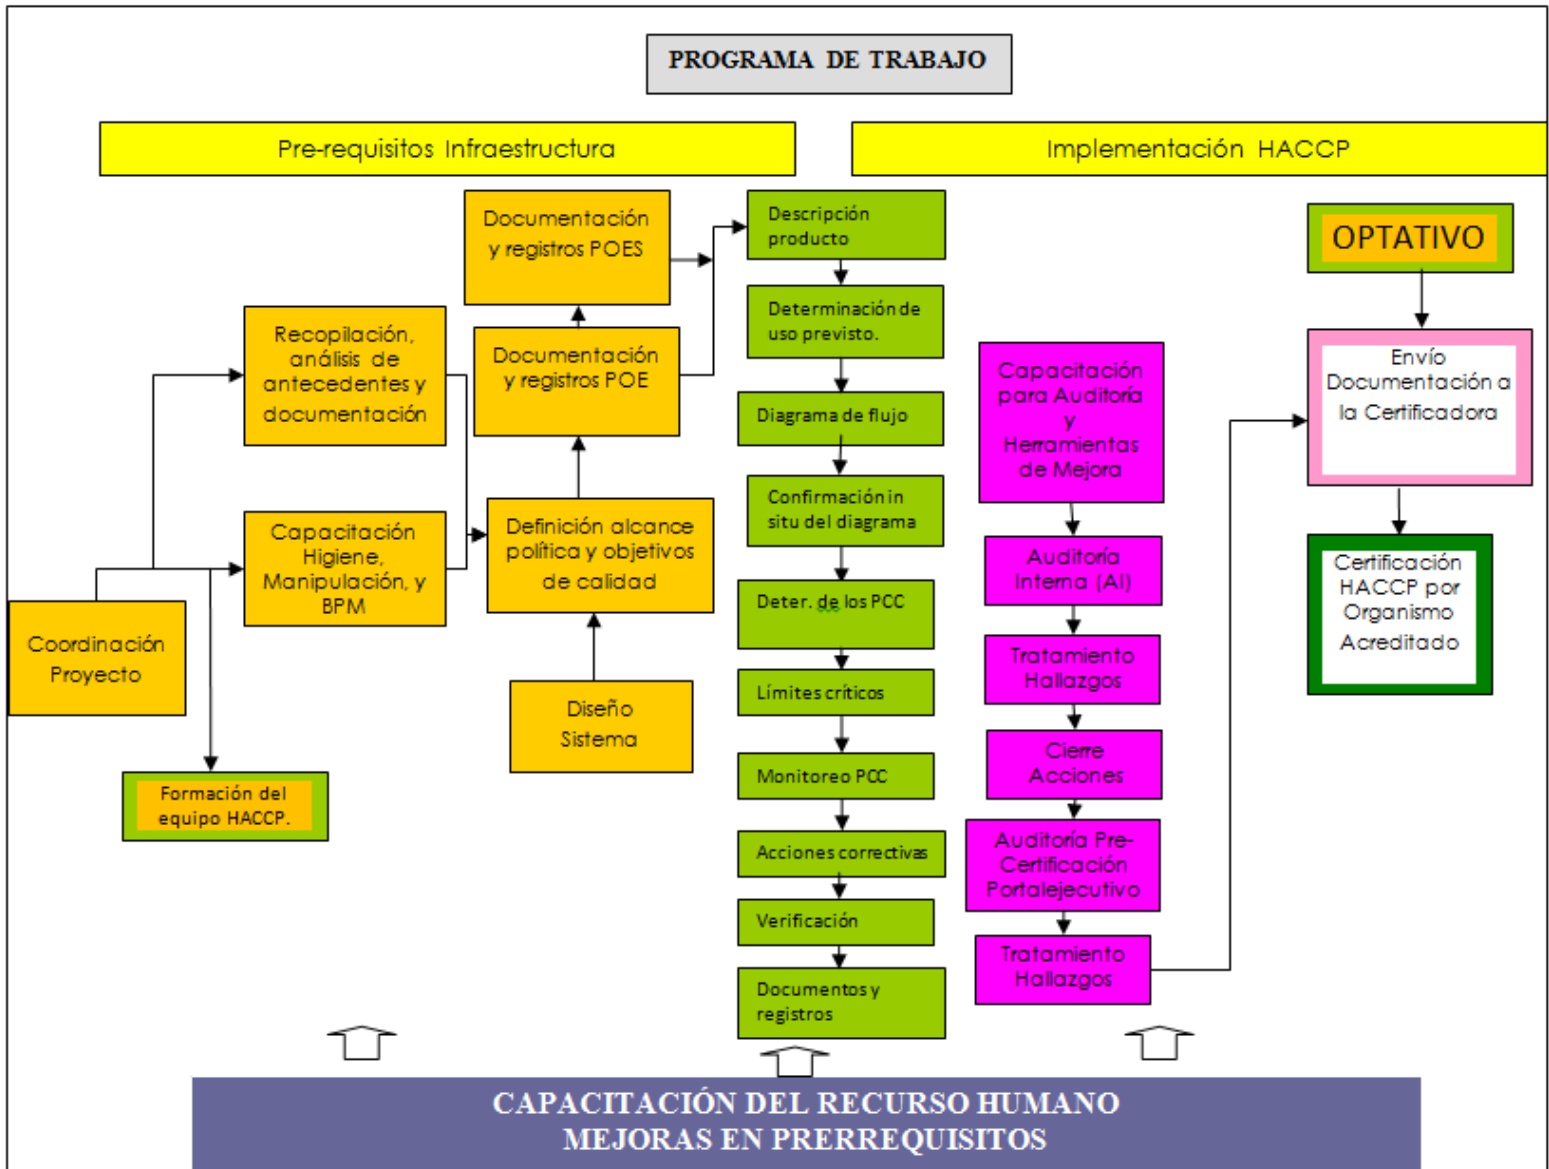 PROGRAMA DE TRABAJO
Pre-requisitos Infraestructura
Implementación HACCP
Coordinación
Proyecto
Recopilación,
análisis de
antecedentes y
documentación
Capacitación
Higiene,
Manipulación, y
BPM
Formación del
equipo HACCP.
Documentación
y registros POES
Documentación
y registros POE
Definición alcance
política y objetivos
de calidad
Diseño
Sistema
Descripción
producto
Determinación de
uso previsto.
Diagrama de flujo
Confirmación in
situ del diagrama
Deter. de los PCC
Límites críticos
Monitoreo PCC
Acciones correctivas
Verificación
Documentos y
registros
Capacitación
para Auditoría
y
Herramientas
de Mejora
Auditoría
Interna (AI)
Tratamiento
Hallazgos
Cierre
Acciones
Auditoría Pre-
Certificación
Portalejecutivo
Tratamiento
Hallazgos
OPTATIVO
Envío
Documentación a
la Certificadora
Certificación
HACCP por
Organismo
Acreditado
CAPACITACIÓN DEL RECURSO HUMANO
MEJORAS EN PRERREQUISITOS